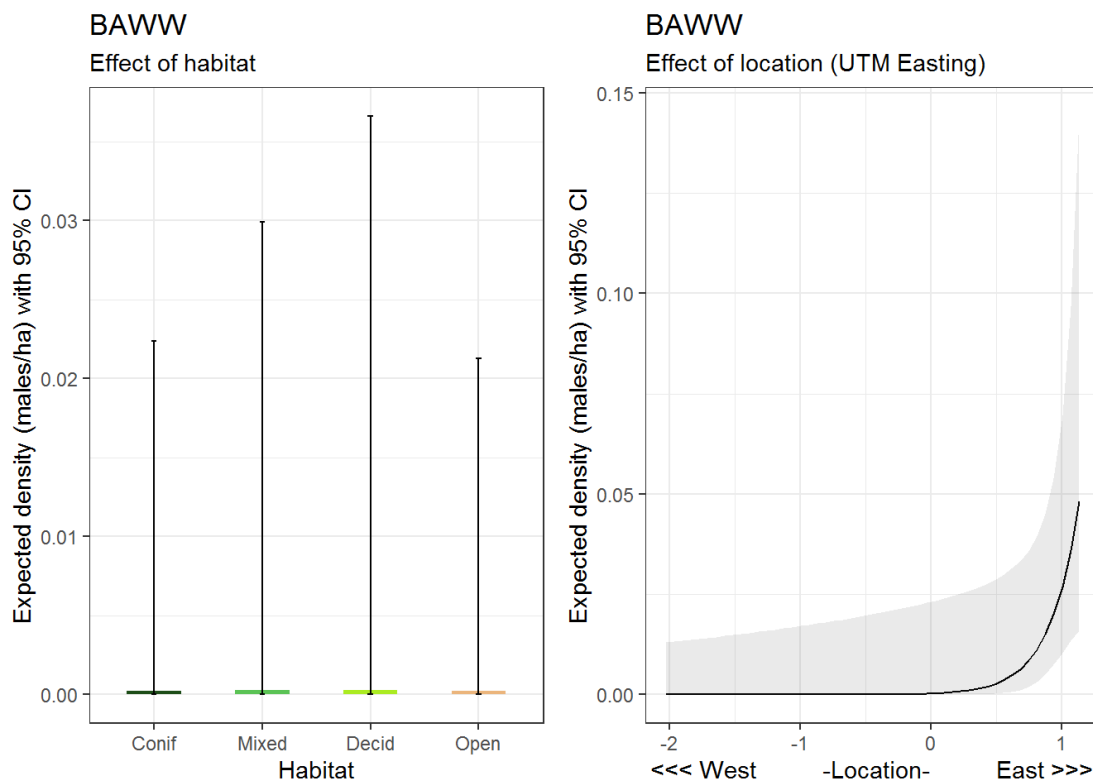 BAWW
Effect of habitat
Expected density (males/ha) with 95% CI
0.03
0.02
0.01
0.00
Conif Mixed Decid Open
Habitat
BAWW
Effect of location (UTM Easting)
Expected density (males/ha) with 95% CI
0.15
0.10
0.05
0.00
-2 -1 0 1
<<< West -Location- East >>>